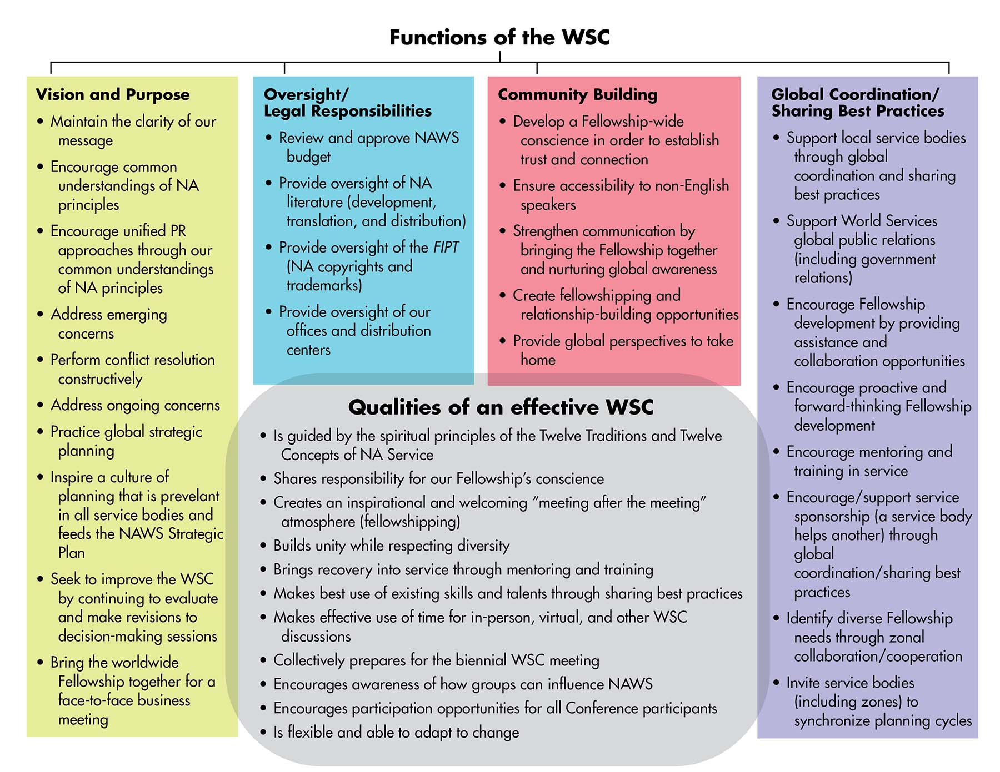 Functions of the WSC
Vision and Purpose
• Maintain the clarity of our
message
• Encourage common
understandings of NA
principles
• Encourage unified PR
approaches through our
common understandings
of NA principles
• Address emerging
concerns
• Perform conflict resolution
constructively
• Address ongoing concerns
• Practice global strategic
planning
• Inspire a culture of
planning that is prevelant
in all service bodies and
feeds the NAWS Strategic
Plan
• Seek to improve the WSC
by continuing to evaluate
and make revisions to
decision-making sessions
• Bring the worldwide
Fellowship together for a
face-to-face business
meeting
Oversight/
Legal Responsibilities
• Review and approve NAWS
budget
• Provide oversight of NA
literature (development,
translation, and distribution)
• Provide oversight of the FIPT
(NA copyrights and
trademarks)
• Provide oversight of our
offices and distribution
centers
Community Building
• Develop a Fellowship-wide
conscience in order to establish
trust and connection
• Ensure accessibility to non-English
speakers
• Strengthen communication by
bringing the Fellowship together
and nurturing global awareness
• Create fellowshipping and
relationship-building opportunities
• Provide global perspectives to take
home
Global Coordination/
Sharing Best Practices
• Support local service bodies
through global
coordination and sharing
best practices
• Support World Services
global public relations
(including government
relations)
• Encourage Fellowship
development by providing
assistance and
collaboration opportunities
• Encourage proactive and
forward-thinking Fellowship
development
• Encourage mentoring and
training in service
• Encourage/support service
sponsorship (a service body
helps another) through
global
coordination/sharing best
practices
• Identify diverse Fellowship
needs through zonal
collaboration/cooperation
• Invite service bodies
(including zones) to
synchronize planning cycles
Qualities of an effective WSC
• Is guided by the spiritual principles of the Twelve Traditions and Twelve
Concepts of NA Service
• Shares responsibility for our Fellowship’s conscience
• Creates an inspirational and welcoming “meeting after the meeting”
atmosphere (fellowshipping)
• Builds unity while respecting diversity
• Brings recovery into service through mentoring and training
• Makes best use of existing skills and talents through sharing best practices
• Makes effective use of time for in-person, virtual, and other WSC
discussions
• Collectively prepares for the biennial WSC meeting
• Encourages awareness of how groups can influence NAWS
• Encourages participation opportunities for all Conference participants
• Is flexible and able to adapt to change